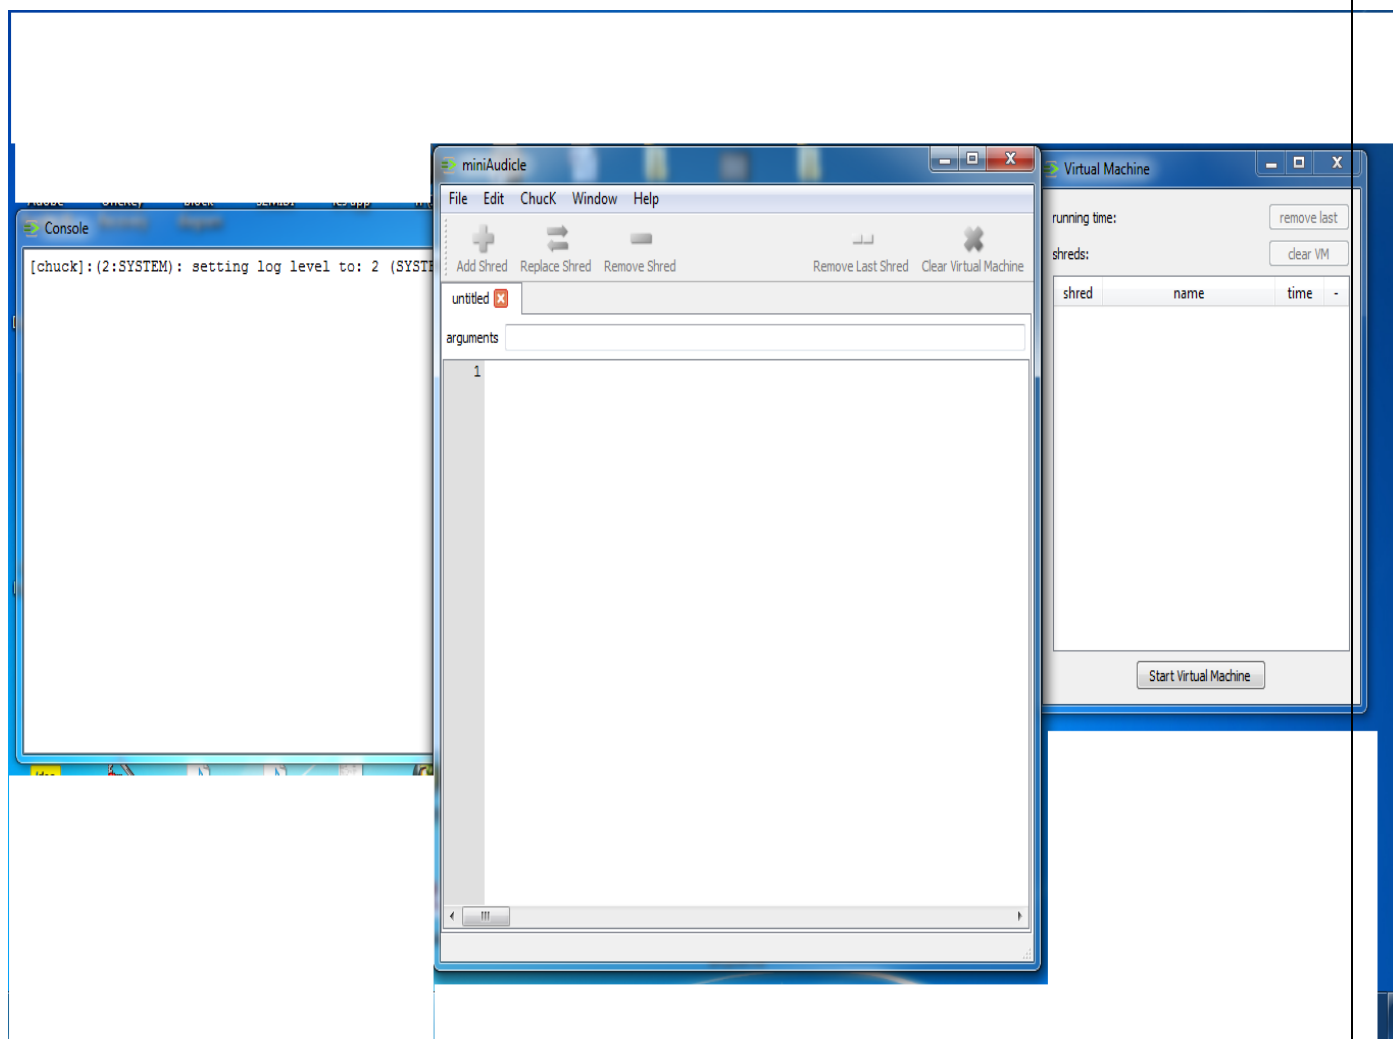 miniAudicle
File Edit ChucK Window Help
Add Shred Replace Shred Remove Shred Remove Last Shred Clear Virtual Machine
untitled
arguments
1
Console
[chuck]:(2:SYSTEM): setting log level to: 2 (SYSTE
Virtual Machine
running time:
remove last
shreds:
clear VM
shred name time -
Start Virtual Machine